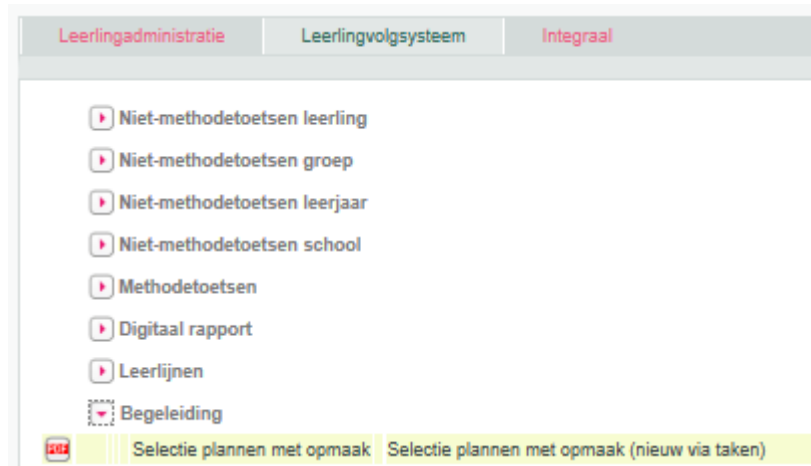 Leerlingadministratie Leerlingvolgsysteem Integraal
Niet-methodetoetsen leerling
Niet-methodetoetsen groep
Niet-methodetoetsen leerjaar
Niet-methodetoetsen school
Methodetoetsen
Digitaal rapport
Leerlijnen
Begeleiding
PDF Selectie plannen met opmaak Selectie plannen met opmaak (nieuw via taken)